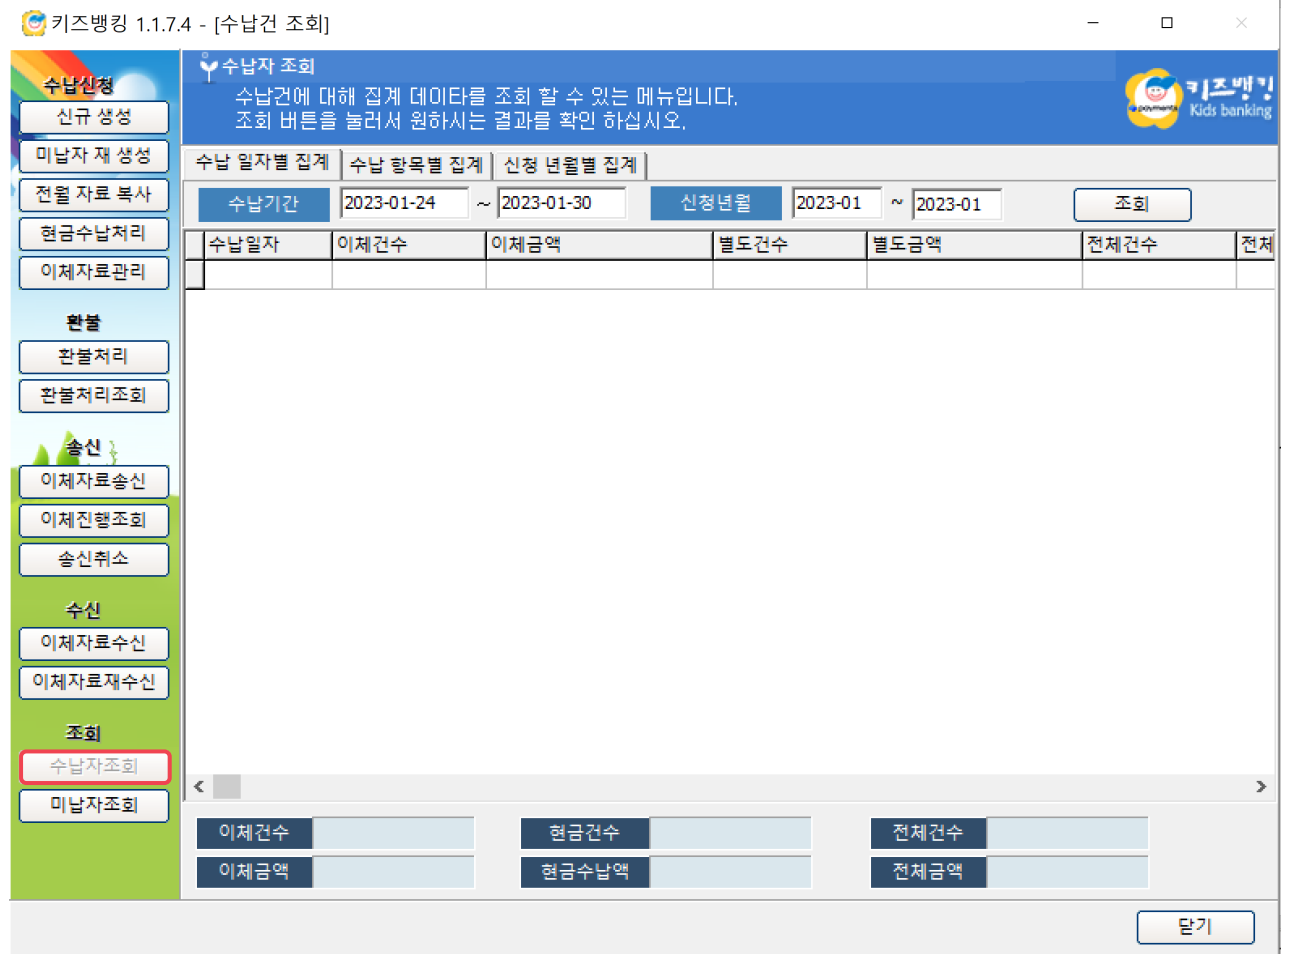 키즈뱅킹 1.1.7.4 - [수납건 조회]
수납신청
신규 생성
미납자 재 생성
전월 자료 복사
현금수납처리
이체자료관리
환불
환불처리
환불처리조회
송신
이체자료송신
이체진행조회
송신취소
수신
이체자료수신
이체자료재수신
조회
수납자조회
미납자조회
수납자 조회
수납건에 대해 집계 데이타를 조회 할 수 있는 메뉴입니다.
조회 버튼을 눌러서 원하시는 결과를 확인 하십시오.
payments
키즈뱅킹
Kids banking
수납 일자별 집계 수납 항목별 집계 신청 년월별 집계
수납기간 2023-01-24 ~ 2023-01-30 신청년월 2023-01 ~ 2023-01 조회
수납일자 이체건수 이체금액 별도건수 별도금액 전체건수 전체
이체건수 현금건수 전체건수
이체금액 현금수납액 전체금액
닫기